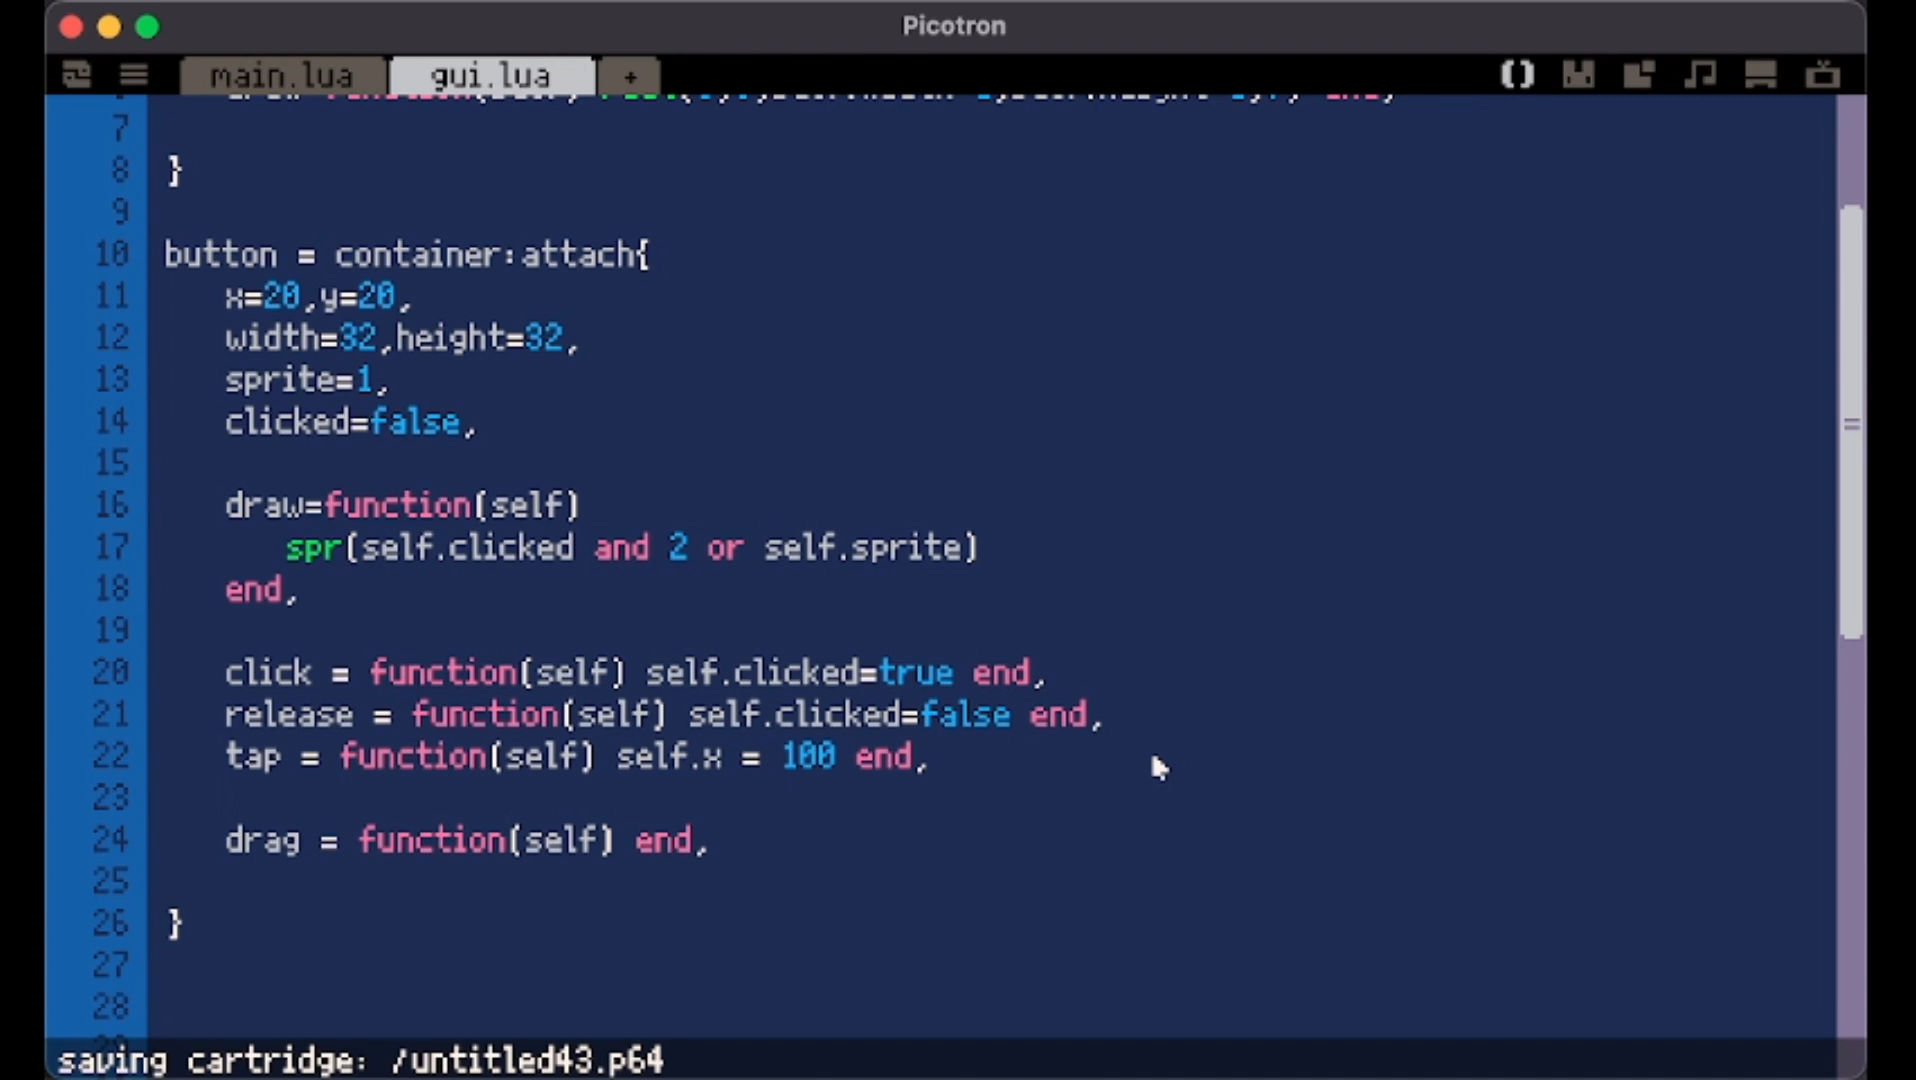 Picotron
main.lua gui.lua +
7
8 }
9
10 button = container:attach{
11 x=20,y=20,
12 width=32,height=32,
13 sprite=1,
14 clicked=false,
15
16 draw=function(self)
17 spr(self.clicked and 2 or self.sprite)
18 end,
19
20 click = function(self) self.clicked=true end,
21 release = function(self) self.clicked=false end,
22 tap = function(self) self.x = 100 end,
23
24 drag = function(self) end,
25
26 }
27
28
saving cartridge: /untitled43.p64